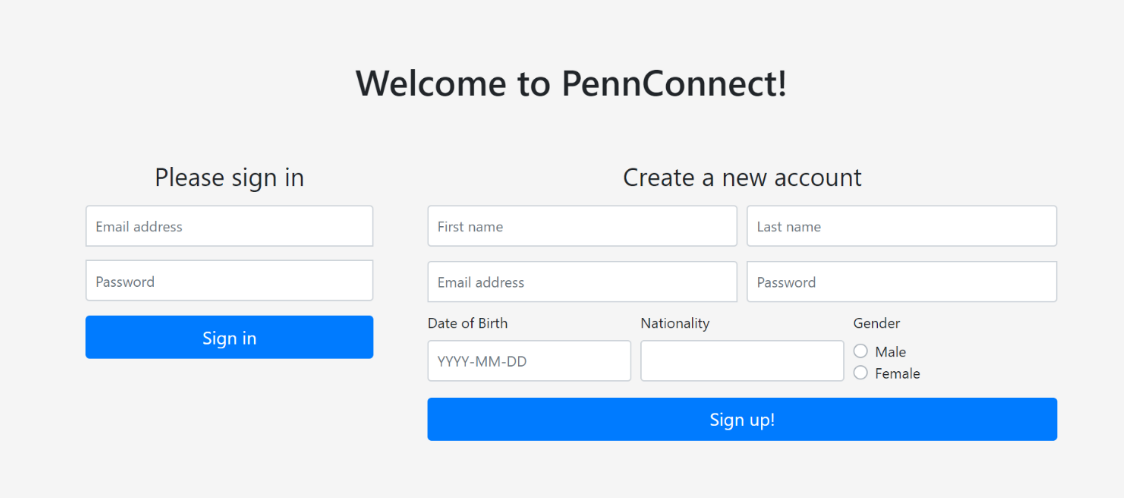 Welcome to PennConnect!
Please sign in
Email address
Password
Sign in
Create a new account
First name
Last name
Email address
Password
Date of Birth
Nationality
Gender
YYYY-MM-DD
Male
Female
Sign up!